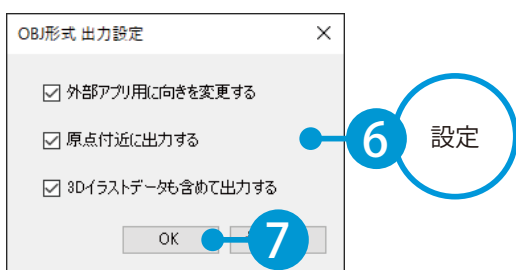 OBJ形式 出力設定
外部アプリ用に向きを変更する
原点付近に出力する
6
設定
3Dイラストデータも含めて出力する
OK
7